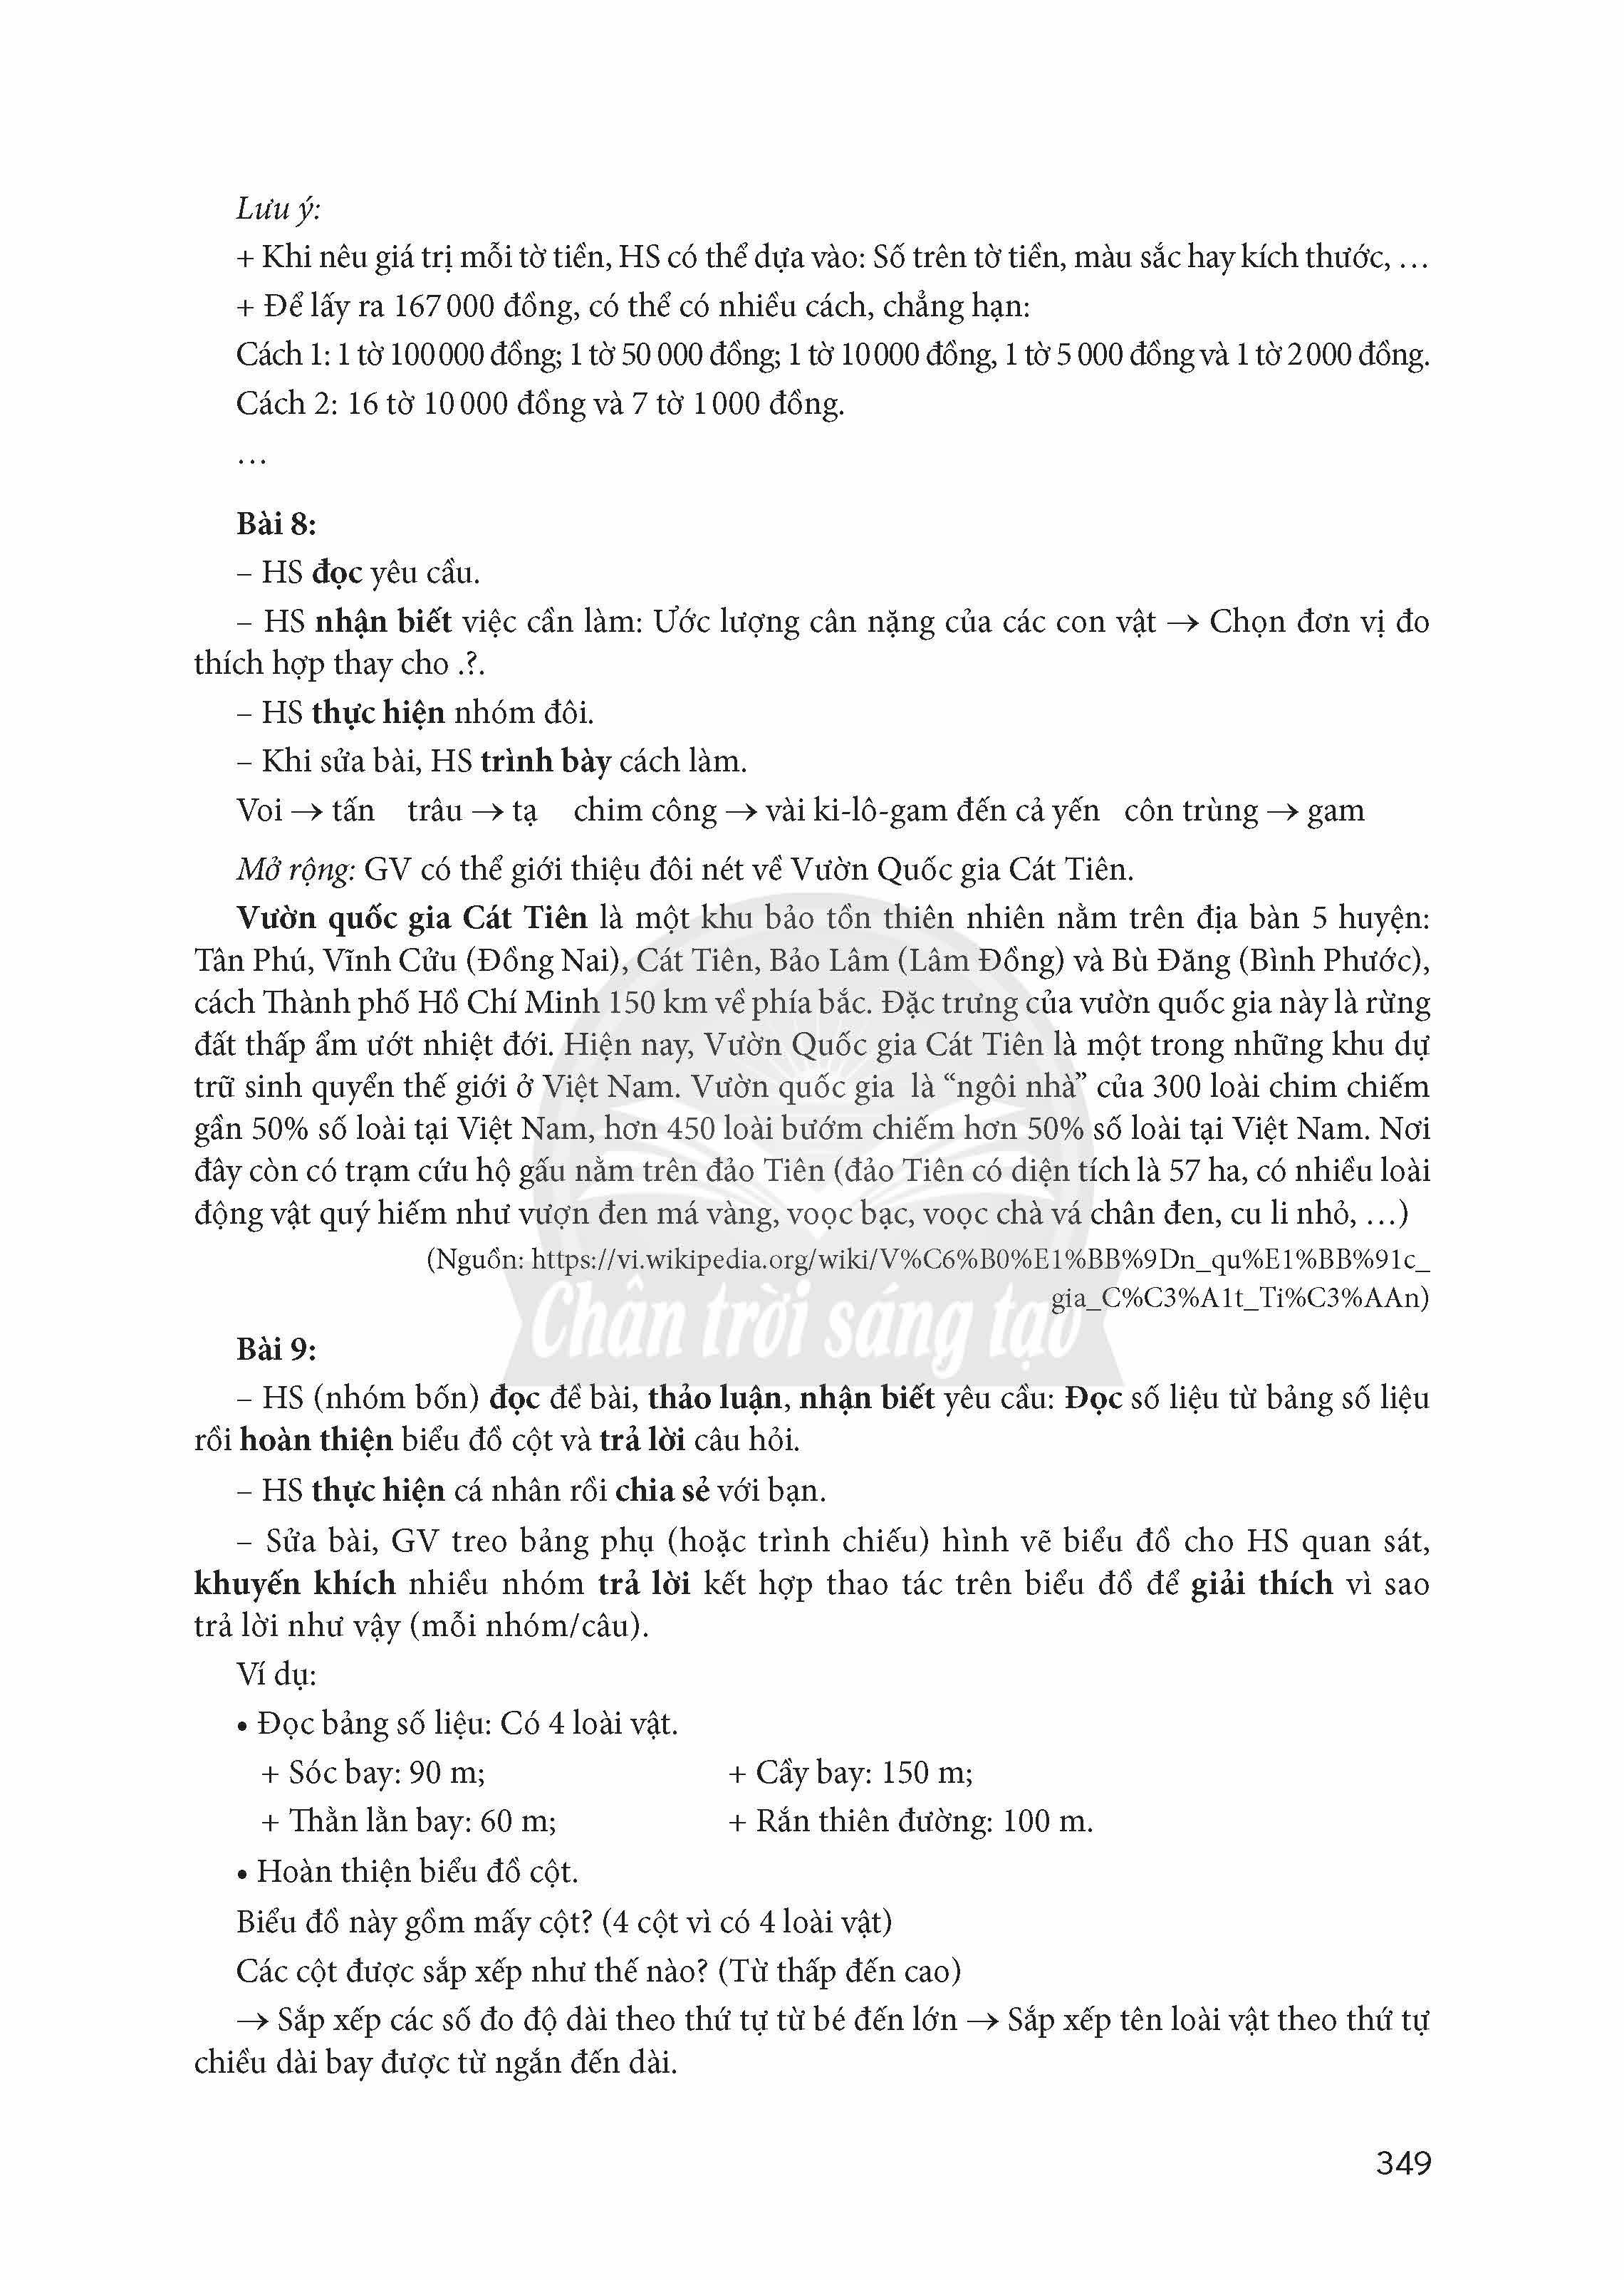 Lưu ý:
+ Khi nêu giá trị mỗi tờ tiền, HS có thể dựa vào: Số trên tờ tiền, màu sắc hay kích thước, …
+ Để lấy ra 167 000 đồng, có thể có nhiều cách, chẳng hạn:
Cách 1: 1 tờ 100 000 đồng; 1 tờ 50 000 đồng; 1 tờ 10 000 đồng, 1 tờ 5 000 đồng và 1 tờ 2 000 đồng.
Cách 2: 16 tờ 10 000 đồng và 7 tờ 1 000 đồng.
…
Bài 8:
– HS đọc yêu cầu.
– HS nhận biết việc cần làm: Ước lượng cân nặng của các con vật → Chọn đơn vị đo
thích hợp thay cho .?.
– HS thực hiện nhóm đôi.
– Khi sửa bài, HS trình bày cách làm.
Voi → tấn trâu → tạ chim công → vài ki-lô-gam đến cả yến côn trùng → gam
Mở rộng: GV có thể giới thiệu đôi nét về Vườn Quốc gia Cát Tiên.
Vườn quốc gia Cát Tiên là một khu bảo tồn thiên nhiên nằm trên địa bàn 5 huyện:
Tân Phú, Vĩnh Cửu (Đồng Nai), Cát Tiên, Bảo Lâm (Lâm Đồng) và Bù Đăng (Bình Phước),
cách Thành phố Hồ Chí Minh 150 km về phía bắc. Đặc trưng của vườn quốc gia này là rừng
đất thấp ẩm ướt nhiệt đới. Hiện nay, Vườn Quốc gia Cát Tiên là một trong những khu dự
trữ sinh quyển thế giới ở Việt Nam. Vườn quốc gia là “ngôi nhà” của 300 loài chim chiếm
gần 50% số loài tại Việt Nam, hơn 450 loài bướm chiếm hơn 50% số loài tại Việt Nam. Nơi
đây còn có trạm cứu hộ gấu nằm trên đảo Tiên (đảo Tiên có diện tích là 57 ha, có nhiều loài
động vật quý hiếm như vượn đen má vàng, voọc bạc, voọc chà vá chân đen, cu li nhỏ, …)
(Nguồn: https://vi.wikipedia.org/wiki/V%C6%B0%E1%BB%9Dn_qu%E1%BB%91c_
gia_C%C3%A1t_Ti%C3%AAn)
Chân trời sáng tạo
Bài 9:
– HS (nhóm bốn) đọc đề bài, thảo luận, nhận biết yêu cầu: Đọc số liệu từ bảng số liệu
rồi hoàn thiện biểu đồ cột và trả lời câu hỏi.
– HS thực hiện cá nhân rồi chia sẻ với bạn.
– Sửa bài, GV treo bảng phụ (hoặc trình chiếu) hình vẽ biểu đồ cho HS quan sát,
khuyến khích nhiều nhóm trả lời kết hợp thao tác trên biểu đồ để giải thích vì sao
trả lời như vậy (mỗi nhóm/câu).
Ví dụ:
• Đọc bảng số liệu: Có 4 loài vật.
+ Sóc bay: 90 m; + Cầy bay: 150 m;
+ Thằn lằn bay: 60 m; + Rắn thiên đường: 100 m.
• Hoàn thiện biểu đồ cột.
Biểu đồ này gồm mấy cột? (4 cột vì có 4 loài vật)
Các cột được sắp xếp như thế nào? (Từ thấp đến cao)
→ Sắp xếp các số đo độ dài theo thứ tự từ bé đến lớn → Sắp xếp tên loài vật theo thứ tự
chiều dài bay được từ ngắn đến dài.
349